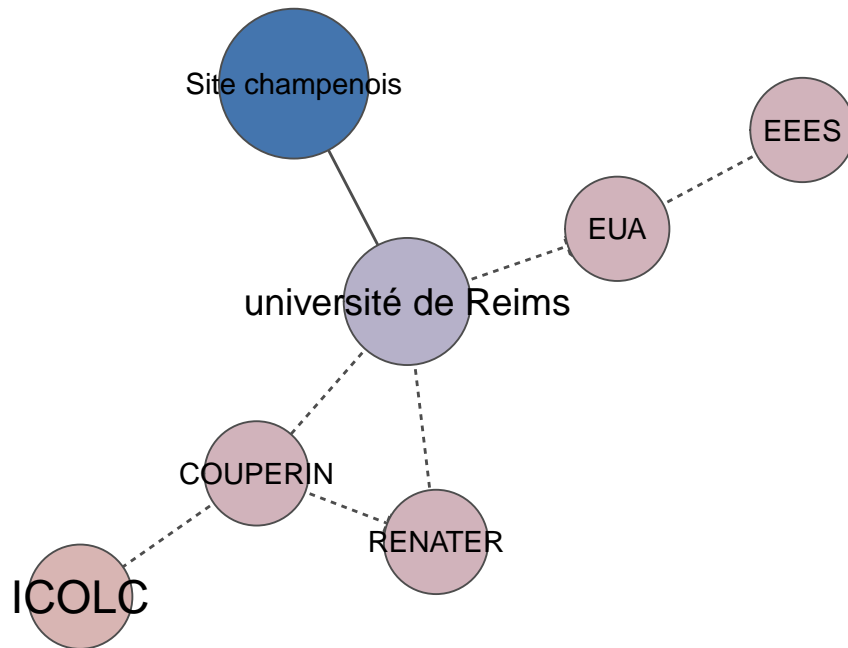 Site champenois
EEES
EUA
université de Reims
COUPERIN
RENATER
ICOLC